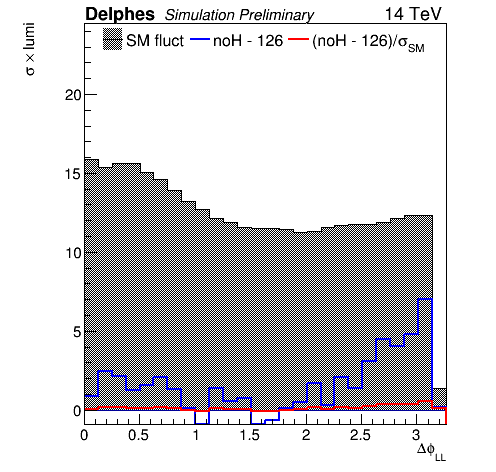 Delphes Simulation Preliminary 14 TeV
σ × lumi
SM fluct noH - 126 (noH - 126)/σSM
20
15
10
5
0
0 0.5 1 1.5 2 2.5 3
ΔϕLL